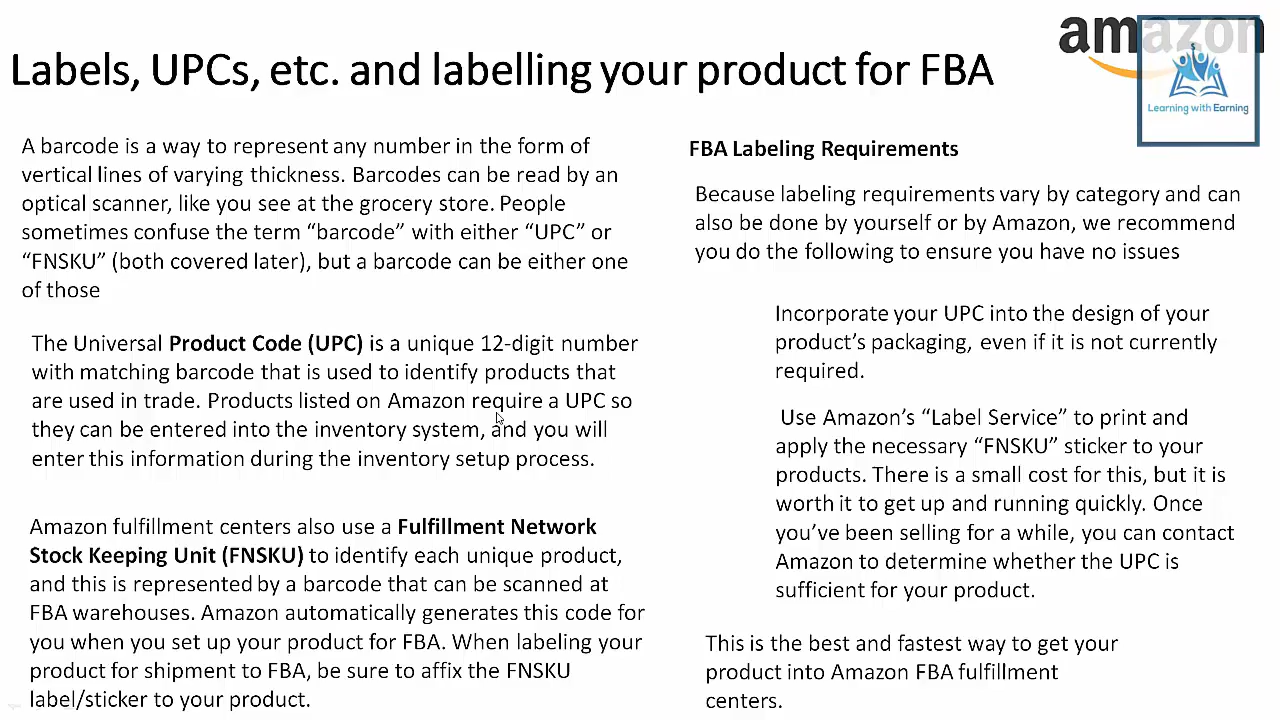 amazon
Learning with Earning
Labels, UPCs, etc. and labelling your product for FBA
A barcode is a way to represent any number in the form of
vertical lines of varying thickness. Barcodes can be read by an
optical scanner, like you see at the grocery store. People
sometimes confuse the term “barcode” with either “UPC” or
“FNSKU” (both covered later), but a barcode can be either one
of those
The Universal Product Code (UPC) is a unique 12-digit number
with matching barcode that is used to identify products that
are used in trade. Products listed on Amazon require a UPC so
they can be entered into the inventory system, and you will
enter this information during the inventory setup process.
Amazon fulfillment centers also use a Fulfillment Network
Stock Keeping Unit (FNSKU) to identify each unique product,
and this is represented by a barcode that can be scanned at
FBA warehouses. Amazon automatically generates this code for
you when you set up your product for FBA. When labeling your
product for shipment to FBA, be sure to affix the FNSKU
label/sticker to your product.
FBA Labeling Requirements
Because labeling requirements vary by category and can
also be done by yourself or by Amazon, we recommend
you do the following to ensure you have no issues
Incorporate your UPC into the design of your
product’s packaging, even if it is not currently
required.
Use Amazon’s “Label Service” to print and
apply the necessary “FNSKU” sticker to your
products. There is a small cost for this, but it is
worth it to get up and running quickly. Once
you’ve been selling for a while, you can contact
Amazon to determine whether the UPC is
sufficient for your product.
This is the best and fastest way to get your
product into Amazon FBA fulfillment
centers.